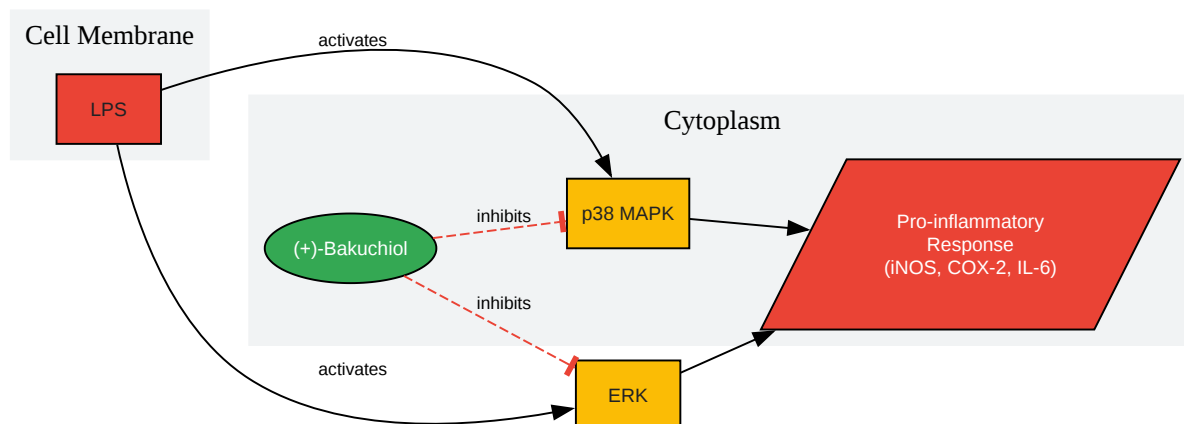 Cell Membrane
activates
LPS
Cytoplasm
p38 MAPK
inhibits
(+)-Bakuchiol
Pro-inflammatory
Response
(iNOS, COX-2, IL-6)
inhibits
activates
ERK